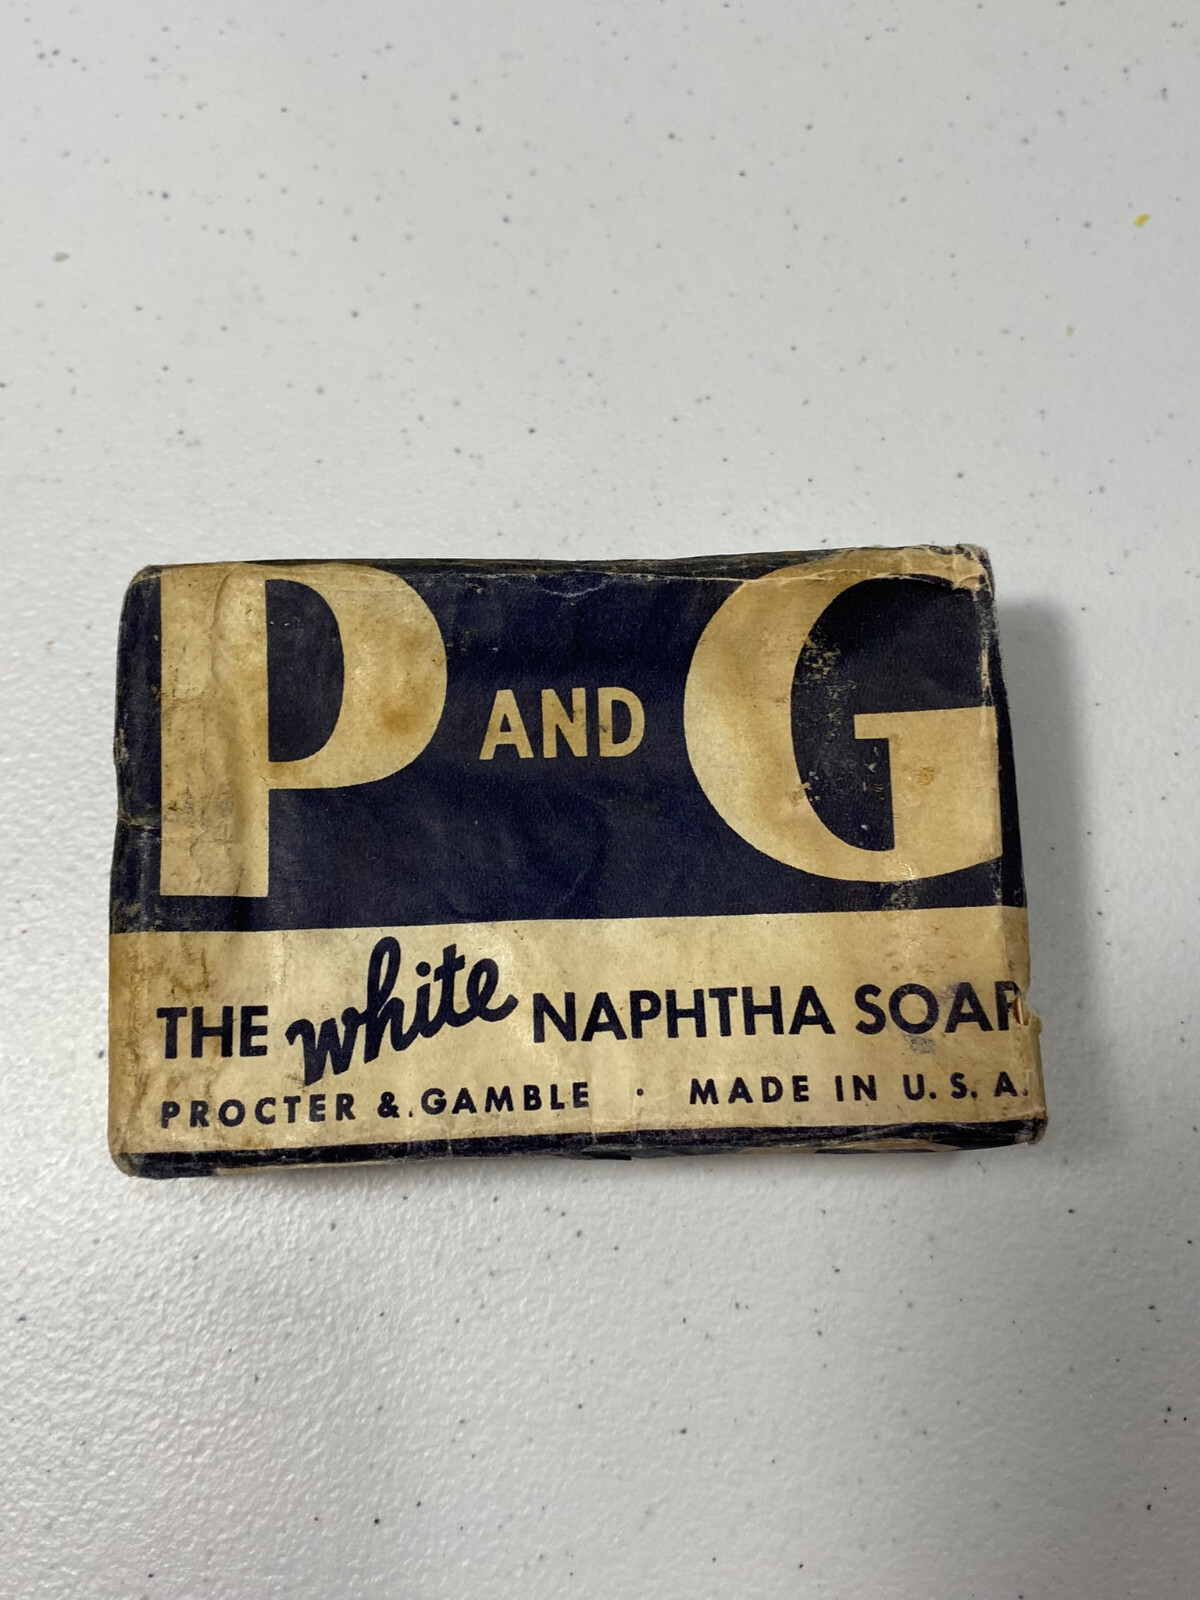 P AND G
THE white NAPHTHA SOAP
PROCTER & GAMBLE · MADE IN U. S. A.